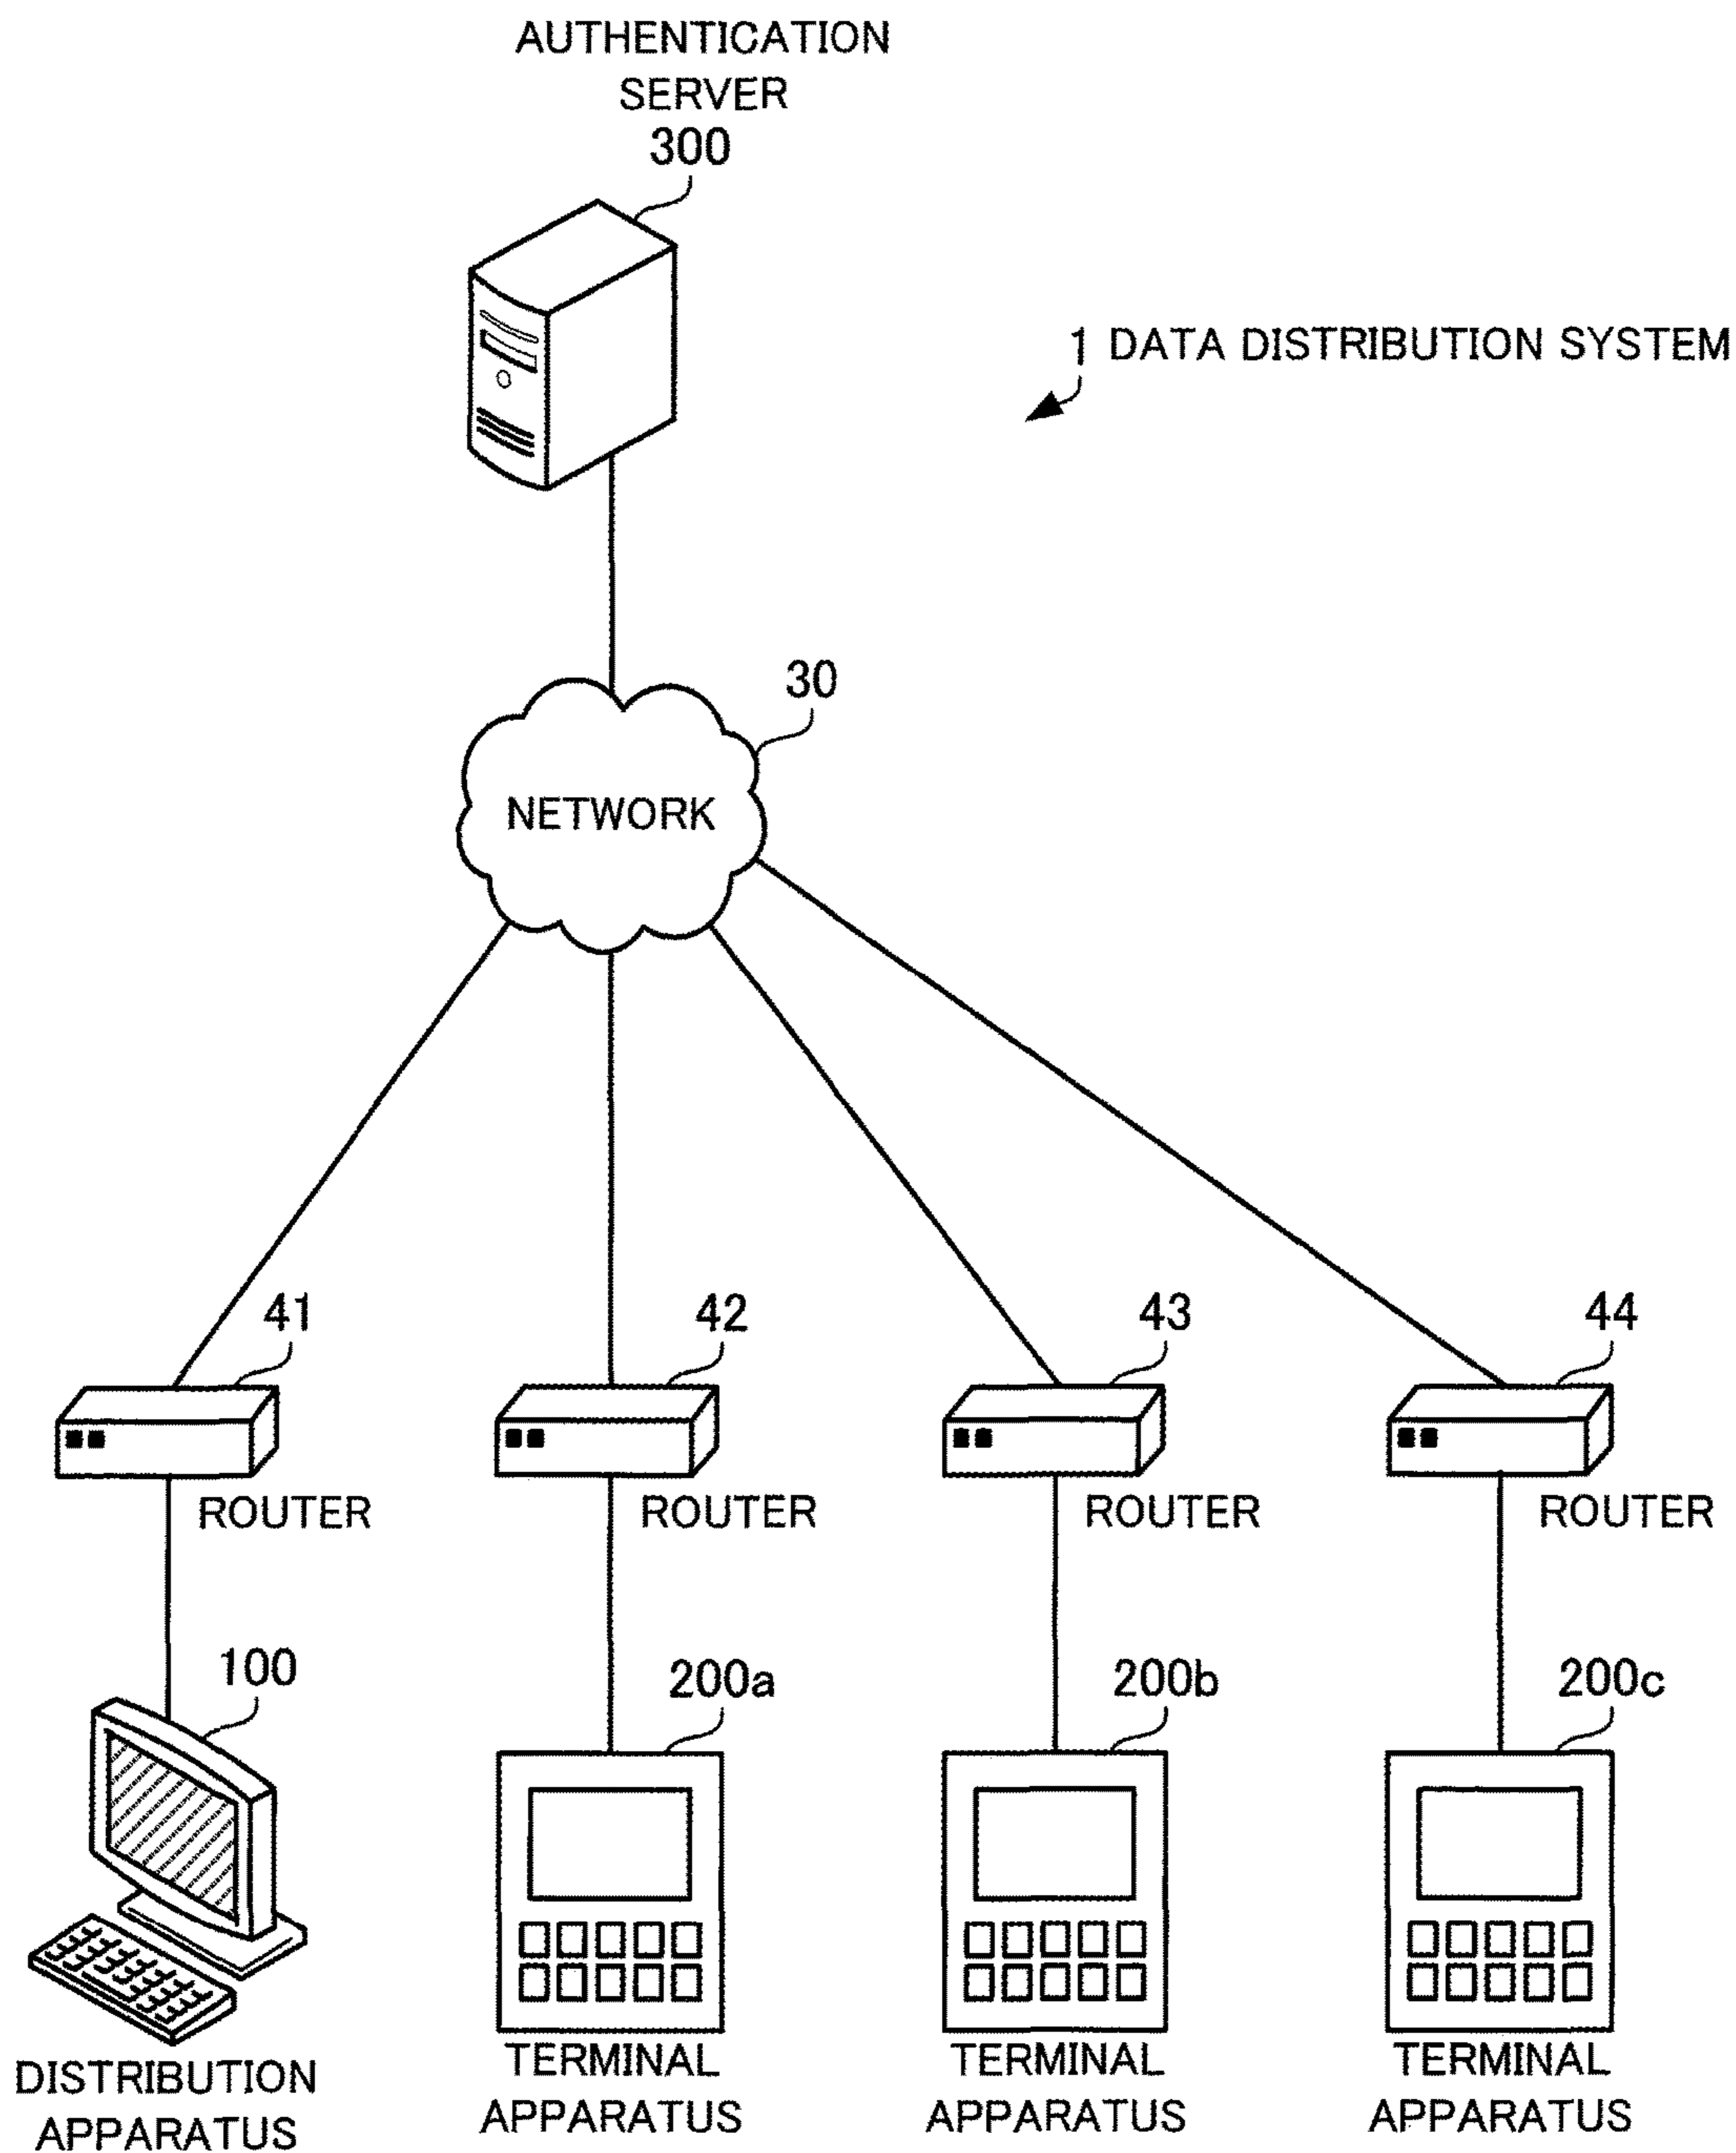 AUTHENTICATION
SERVER
300
1 DATA DISTRIBUTION SYSTEM
30
NETWORK
41
42
43
44
ROUTER
ROUTER
ROUTER
ROUTER
100
200a
200b
200c
DISTRIBUTION
APPARATUS
TERMINAL
APPARATUS
TERMINAL
APPARATUS
TERMINAL
APPARATUS